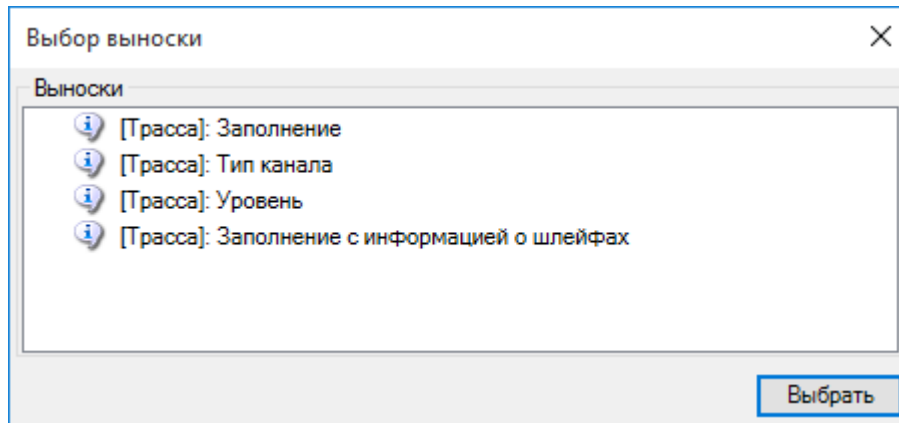 Выбор выноски
Выноски
[Трасса]: Заполнение
[Трасса]: Тип канала
[Трасса]: Уровень
[Трасса]: Заполнение с информацией о шлейфах
Выбрать